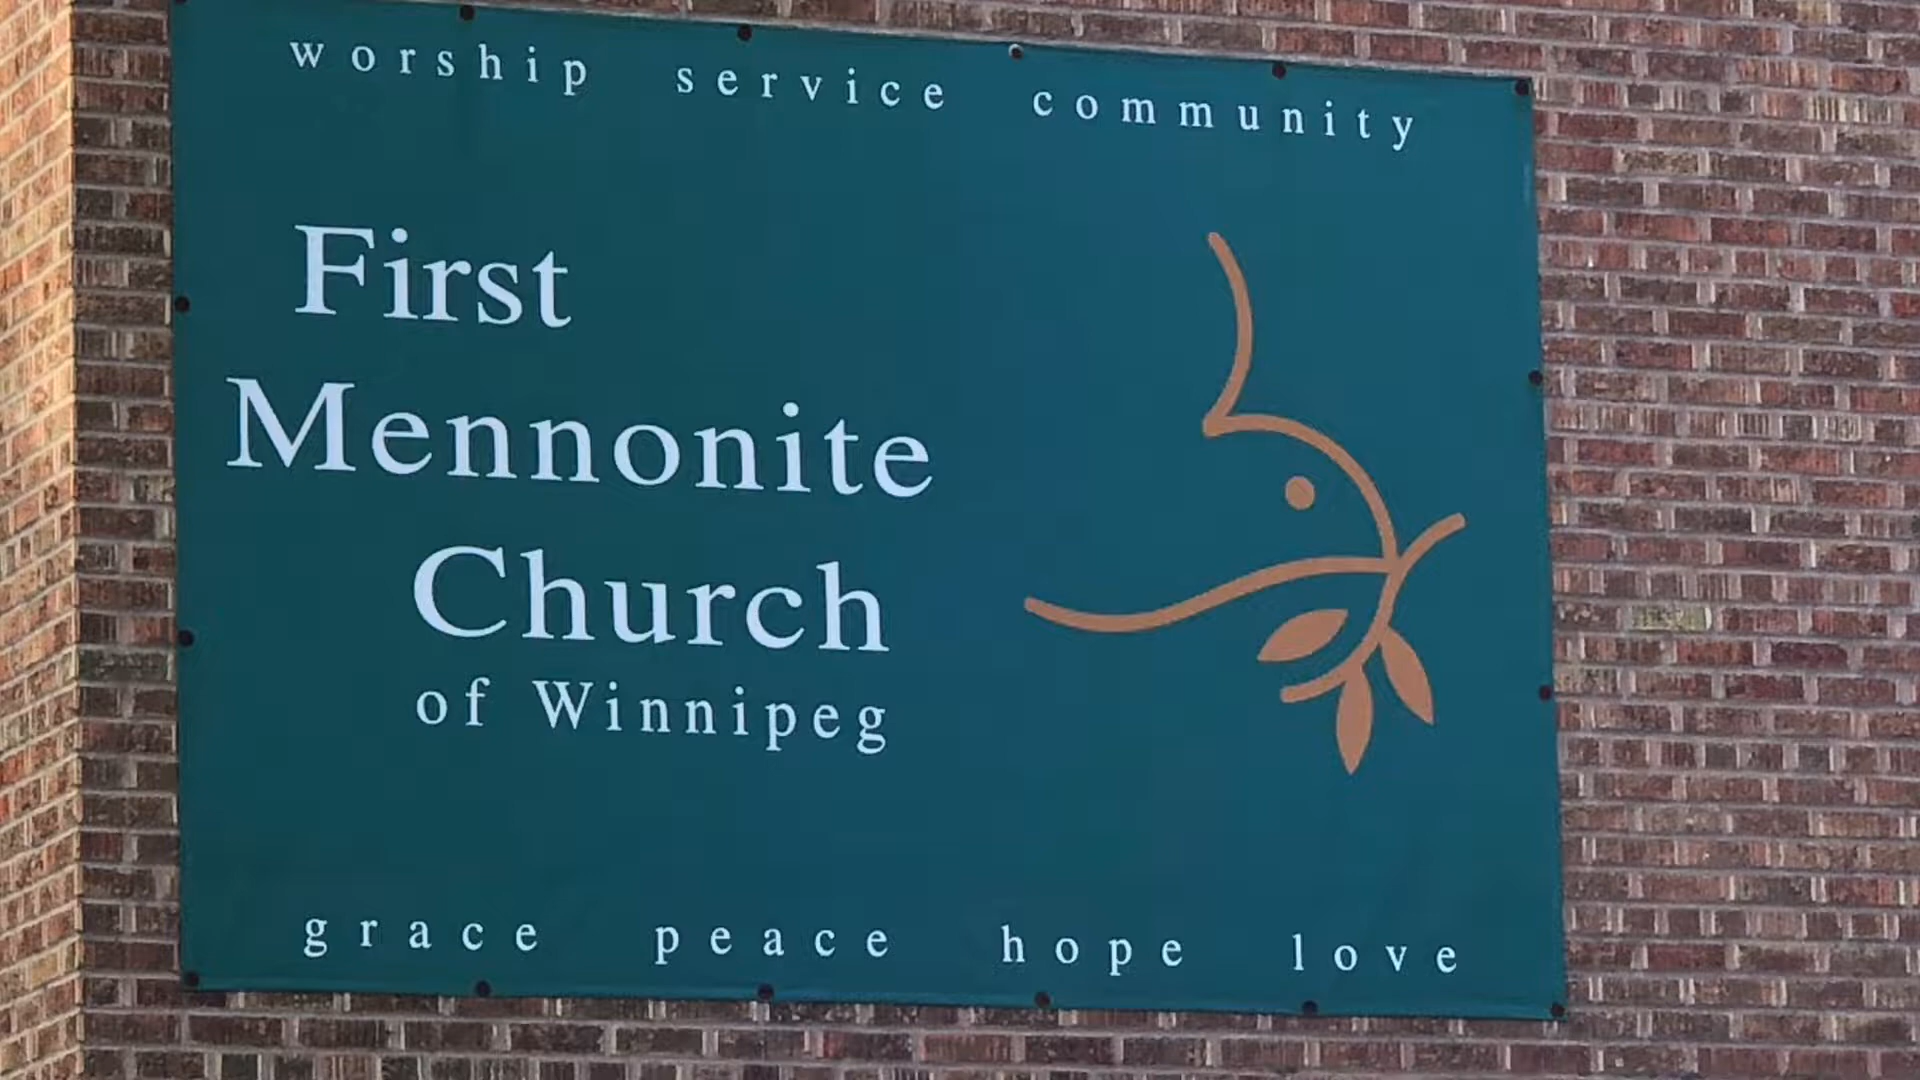 worship service community
First
Mennonite
Church
of Winnipeg
grace peace hope love